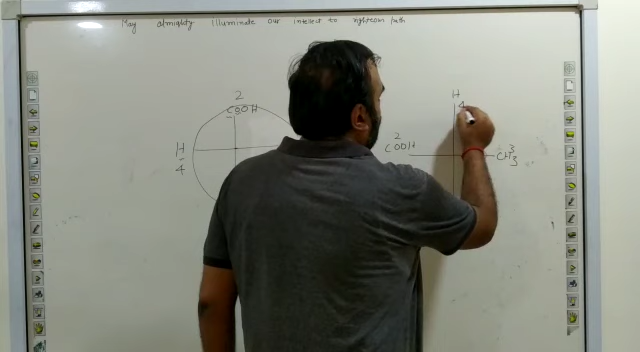 May almighty Illuminate our intellect to righteous path
2
COOH
H
4
H
4
2
COOH
CH3
3